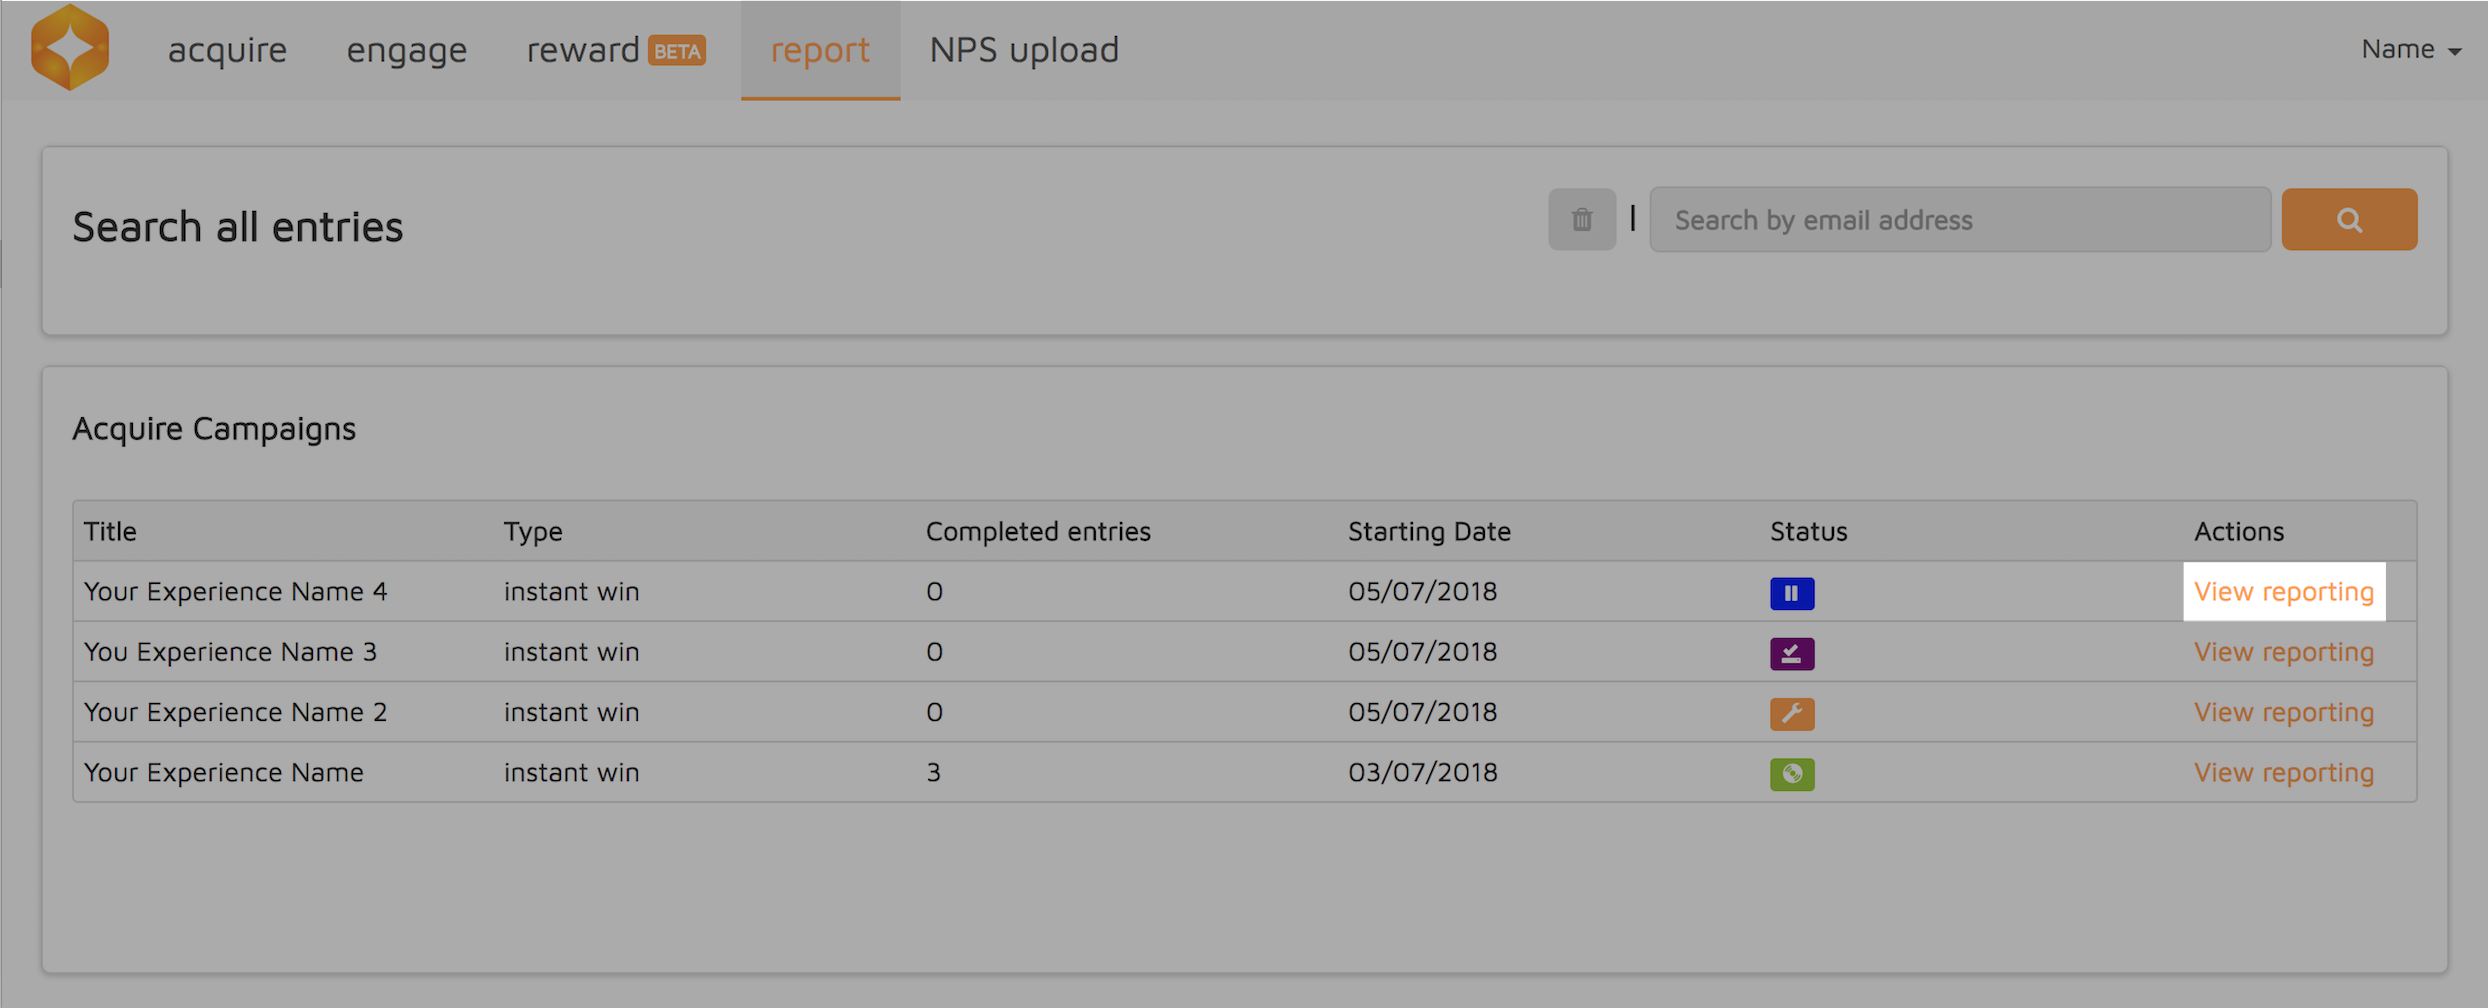 acquire engage reward BETA report NPS upload Name
Search all entries | Search by email address
Acquire Campaigns
Title Type Completed entries Starting Date Status Actions
Your Experience Name 4 instant win 0 05/07/2018 View reporting
You Experience Name 3 instant win 0 05/07/2018 View reporting
Your Experience Name 2 instant win 0 05/07/2018 View reporting
Your Experience Name instant win 3 03/07/2018 View reporting